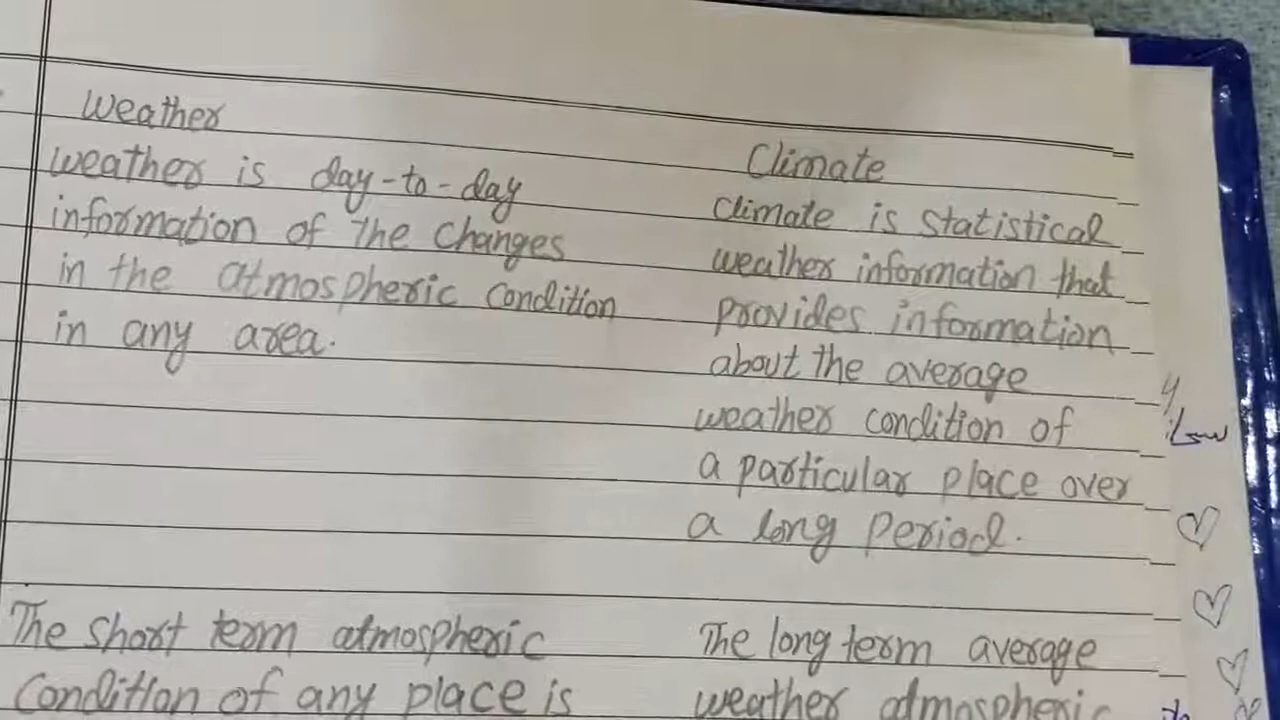 Weather
weather is day-to-day
information of the changes
in the atmospheric condition
in any area.
Climate
climate is statistical
weather information that
provides information
about the average
weather condition of
a particular place over
a long period.
The short term atmospheric
condition of any place is
The long term average
weather atmospheric